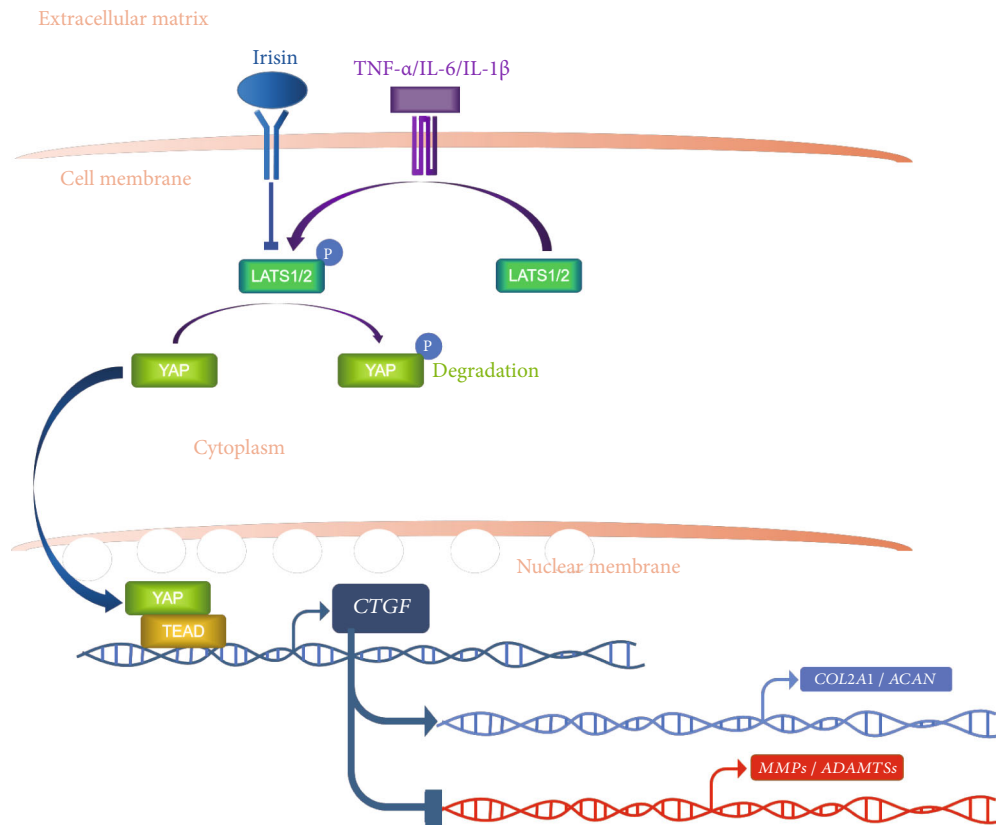 Extracellular matrix
Irisin
TNF-α/IL-6/IL-1β
Cell membrane
P
LATS1/2
LATS1/2
P
YAP
YAP
Degradation
Cytoplasm
Nuclear membrane
YAP
CTGF
TEAD
COL2A1 / ACAN
MMPs / ADAMTSs